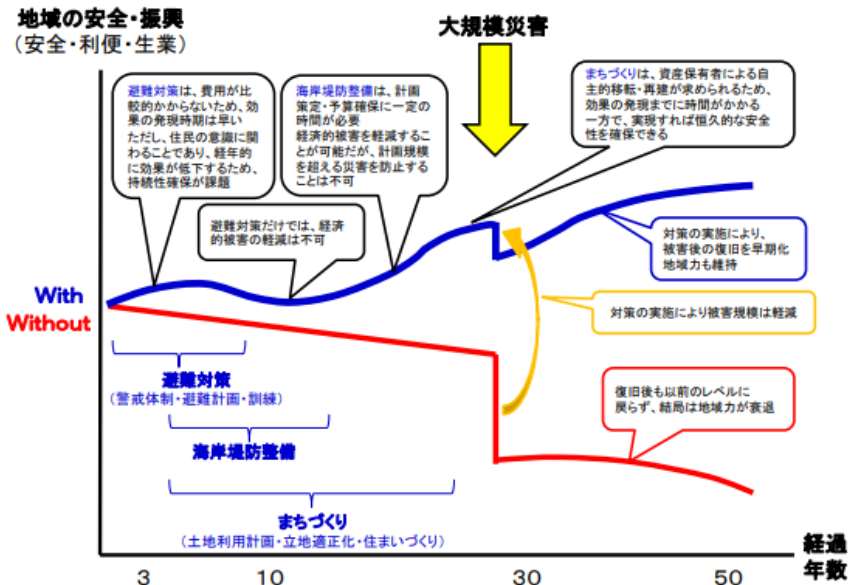 地域の安全・振興
（安全・利便・生業）
大規模災害
避難対策は、費用が比
較的かからないため、効
果の発現時期は早い
ただし、住民の意識に関
わることであり、経年的
に効果が低下するため、
持続性確保が課題
海岸堤防整備は、計画
策定・予算確保に一定の
時間が必要
経済的被害を軽減すること
が可能だが、計画規模
を超える災害を防止する
ことは不可
まちづくりは、資産保有者による自
主的移転・再建が求められるため、
効果の発現までに時間がかかる
一方で、実現すれば恒久的な安全
性を確保できる
避難対策だけでは、経済
的被害の軽減は不可
対策の実施により、
被害後の復旧を早期化
地域力も維持
With
Without
対策の実施により被害規模は軽減
避難対策
（警戒体制・避難計画・訓練）
復旧後も以前のレベルに
戻らず、結局は地域力が衰退
海岸堤防整備
まちづくり
（土地利用計画・立地適正化・住まいづくり）
経過
年数
3
10
30
50